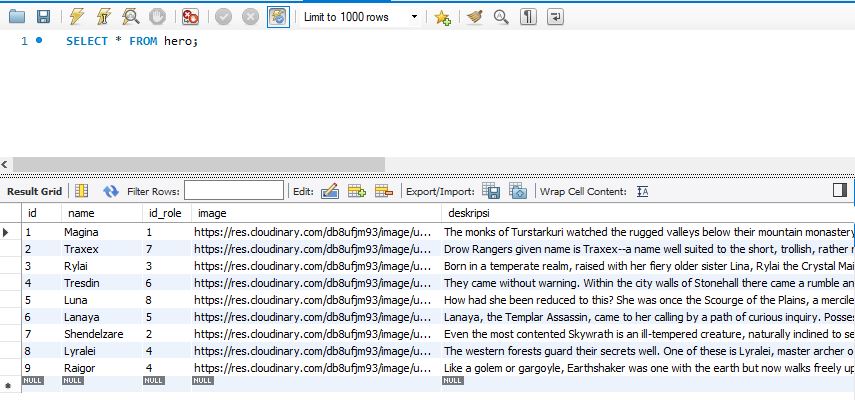 Limit to 1000 rows
1 SELECT * FROM hero;
Result Grid Filter Rows: Edit: Export/Import: Wrap Cell Content: IA
id name id_role image deskripsi
1 Magina 1 https://res.cloudinary.com/db8ufjm93/image/u... The monks of Turstarkuri watched the rugged valleys below their mountain monastery
2 Traxex 7 https://res.cloudinary.com/db8ufjm93/image/u... Drow Rangers given name is Traxex--a name well suited to the short, trollish, rather r
3 Rylai 3 https://res.cloudinary.com/db8ufjm93/image/u... Born in a temperate realm, raised with her fiery older sister Lina, Rylai the Crystal Mai
4 Tresdin 6 https://res.cloudinary.com/db8ufjm93/image/u... They came without warning. Within the city walls of Stonehall there came a rumble an
5 Luna 8 https://res.cloudinary.com/db8ufjm93/image/u... How had she been reduced to this? She was once the Scourge of the Plains, a mercile
6 Lanaya 5 https://res.cloudinary.com/db8ufjm93/image/u... Lanaya, the Templar Assassin, came to her calling by a path of curious inquiry. Posses
7 Shendelzare 2 https://res.cloudinary.com/db8ufjm93/image/u... Even the most contented Skywrath is an ill-tempered creature, naturally inclined to se
8 Lyralei 4 https://res.cloudinary.com/db8ufjm93/image/u... The western forests guard their secrets well. One of these is Lyralei, master archer o
9 Raigor 4 https://res.cloudinary.com/db8ufjm93/image/u... Like a golem or gargoyle, Earthshaker was one with the earth but now walks freely up
NULL NULL NULL NULL NULL